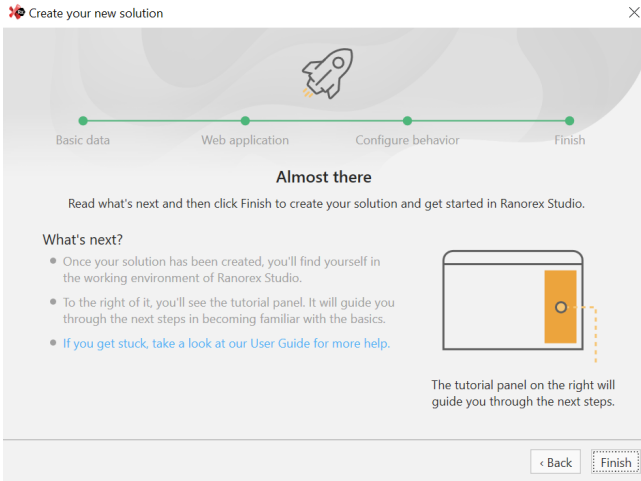 Create your new solution
Basic data
Web application
Configure behavior
Finish
Almost there
Read what's next and then click Finish to create your solution and get started in Ranorex Studio.
What's next?
Once your solution has been created, you'll find yourself in
the working environment of Ranorex Studio.
To the right of it, you'll see the tutorial panel. It will guide you
through the next steps in becoming familiar with the basics.
If you get stuck, take a look at our User Guide for more help.
The tutorial panel on the right will
guide you through the next steps.
‹ Back
Finish